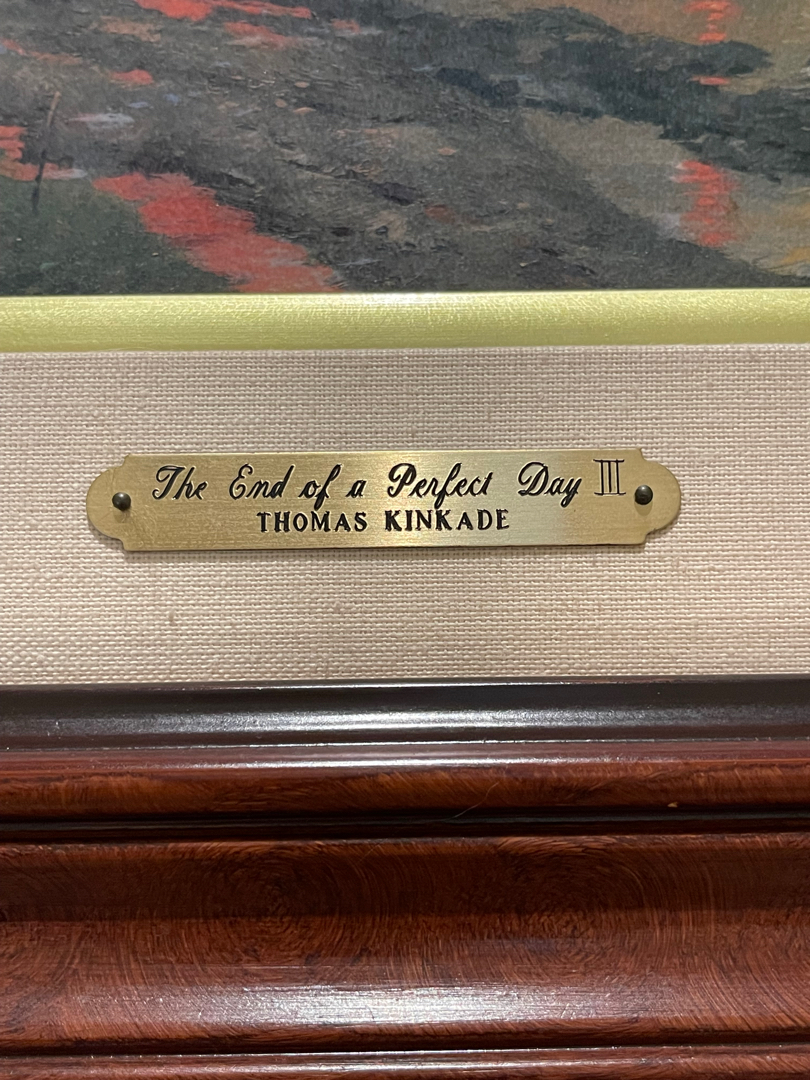 The End of a Perfect Day III
THOMAS KINKADE